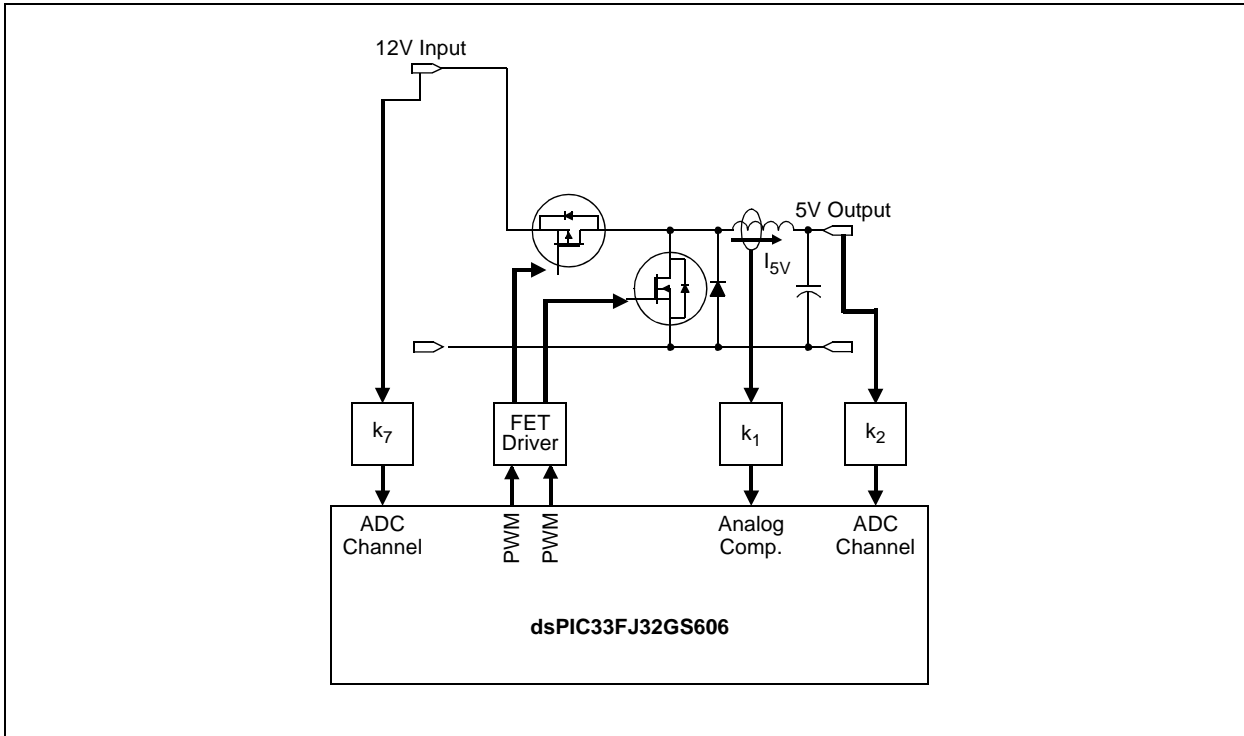 12V Input
5V Output
I5V
k7
FET
Driver
k1
k2
ADC
Channel
PWM
PWM
Analog
Comp.
ADC
Channel
dsPIC33FJ32GS606